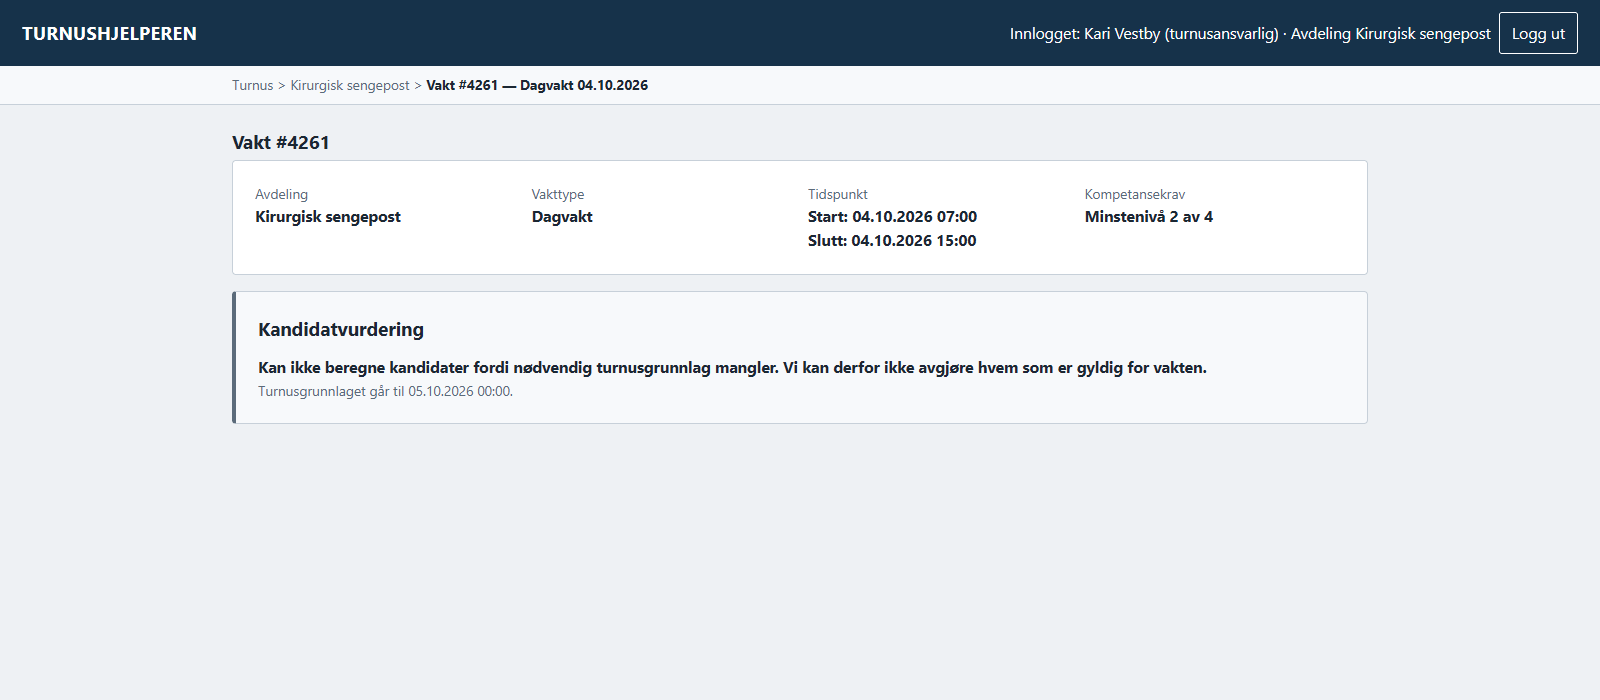 TURNUSHJELPEREN
Innlogget: Kari Vestby (turnusansvarlig) · Avdeling Kirurgisk sengepost
Logg ut
Turnus > Kirurgisk sengepost > Vakt #4261 — Dagvakt 04.10.2026
Vakt #4261
Avdeling
Kirurgisk sengepost
Vakttype
Dagvakt
Tidspunkt
Start: 04.10.2026 07:00
Slutt: 04.10.2026 15:00
Kompetansekrav
Minstenivå 2 av 4
Kandidatvurdering
Kan ikke beregne kandidater fordi nødvendig turnusgrunnlag mangler. Vi kan derfor ikke avgjøre hvem som er gyldig for vakten.
Turnusgrunnlaget går til 05.10.2026 00:00.